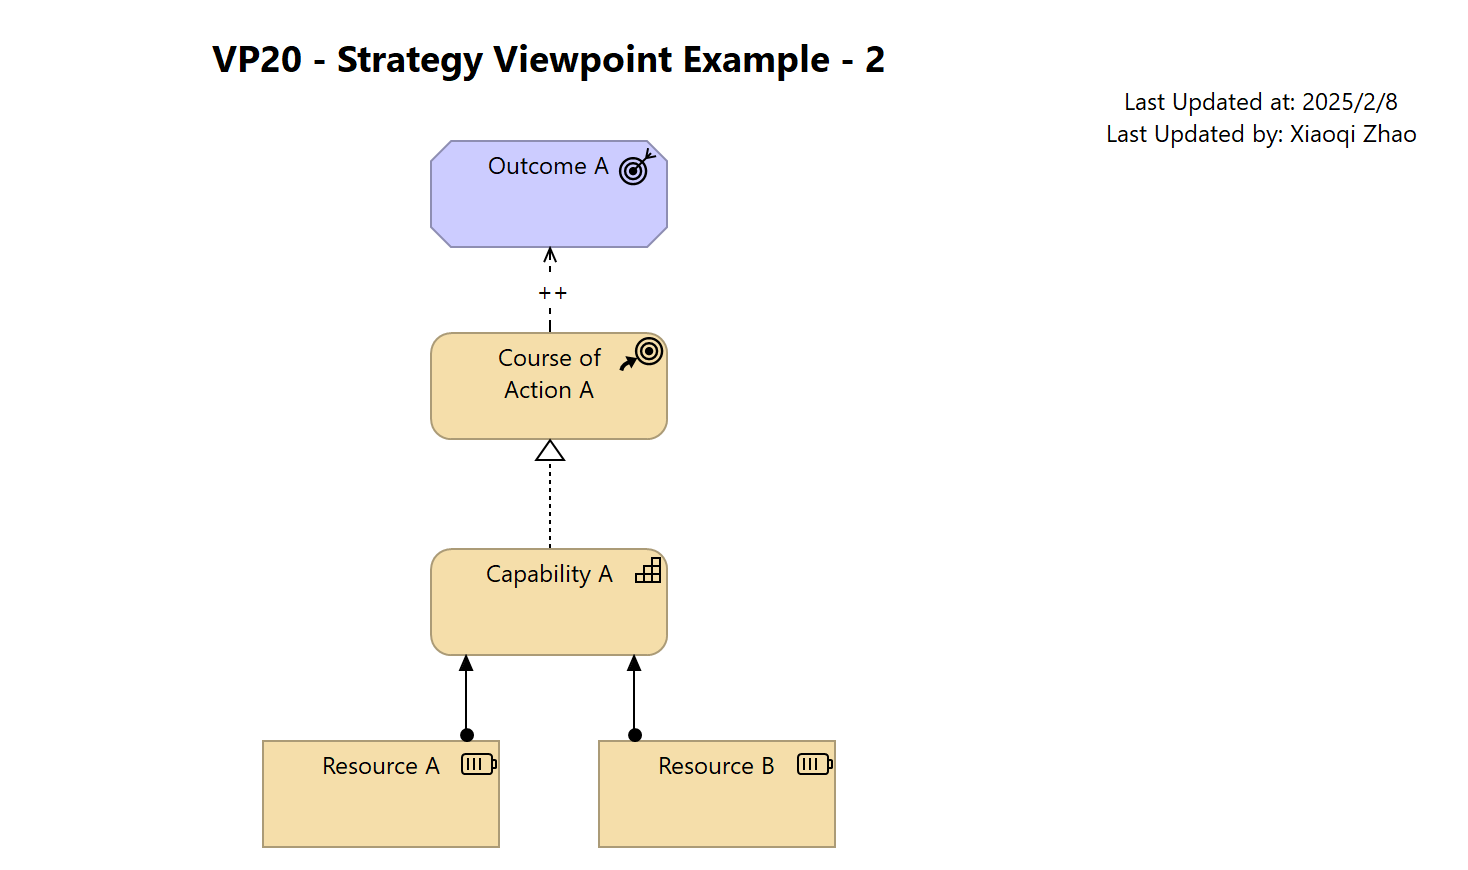 VP20 - Strategy Viewpoint Example - 2
Last Updated at: 2025/2/8
Last Updated by: Xiaoqi Zhao
Outcome A
++
Course of
Action A
Capability A
Resource A
Resource B